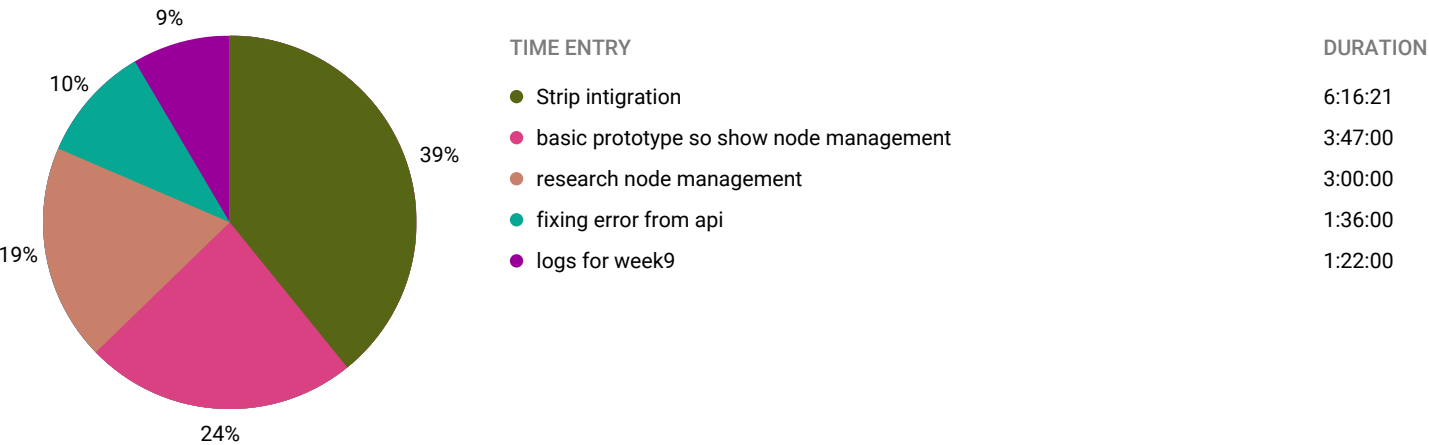 9%
10%
39%
19%
24%
TIME ENTRY DURATION
Strip intigration 6:16:21
basic prototype so show node management 3:47:00
research node management 3:00:00
fixing error from api 1:36:00
logs for week9 1:22:00